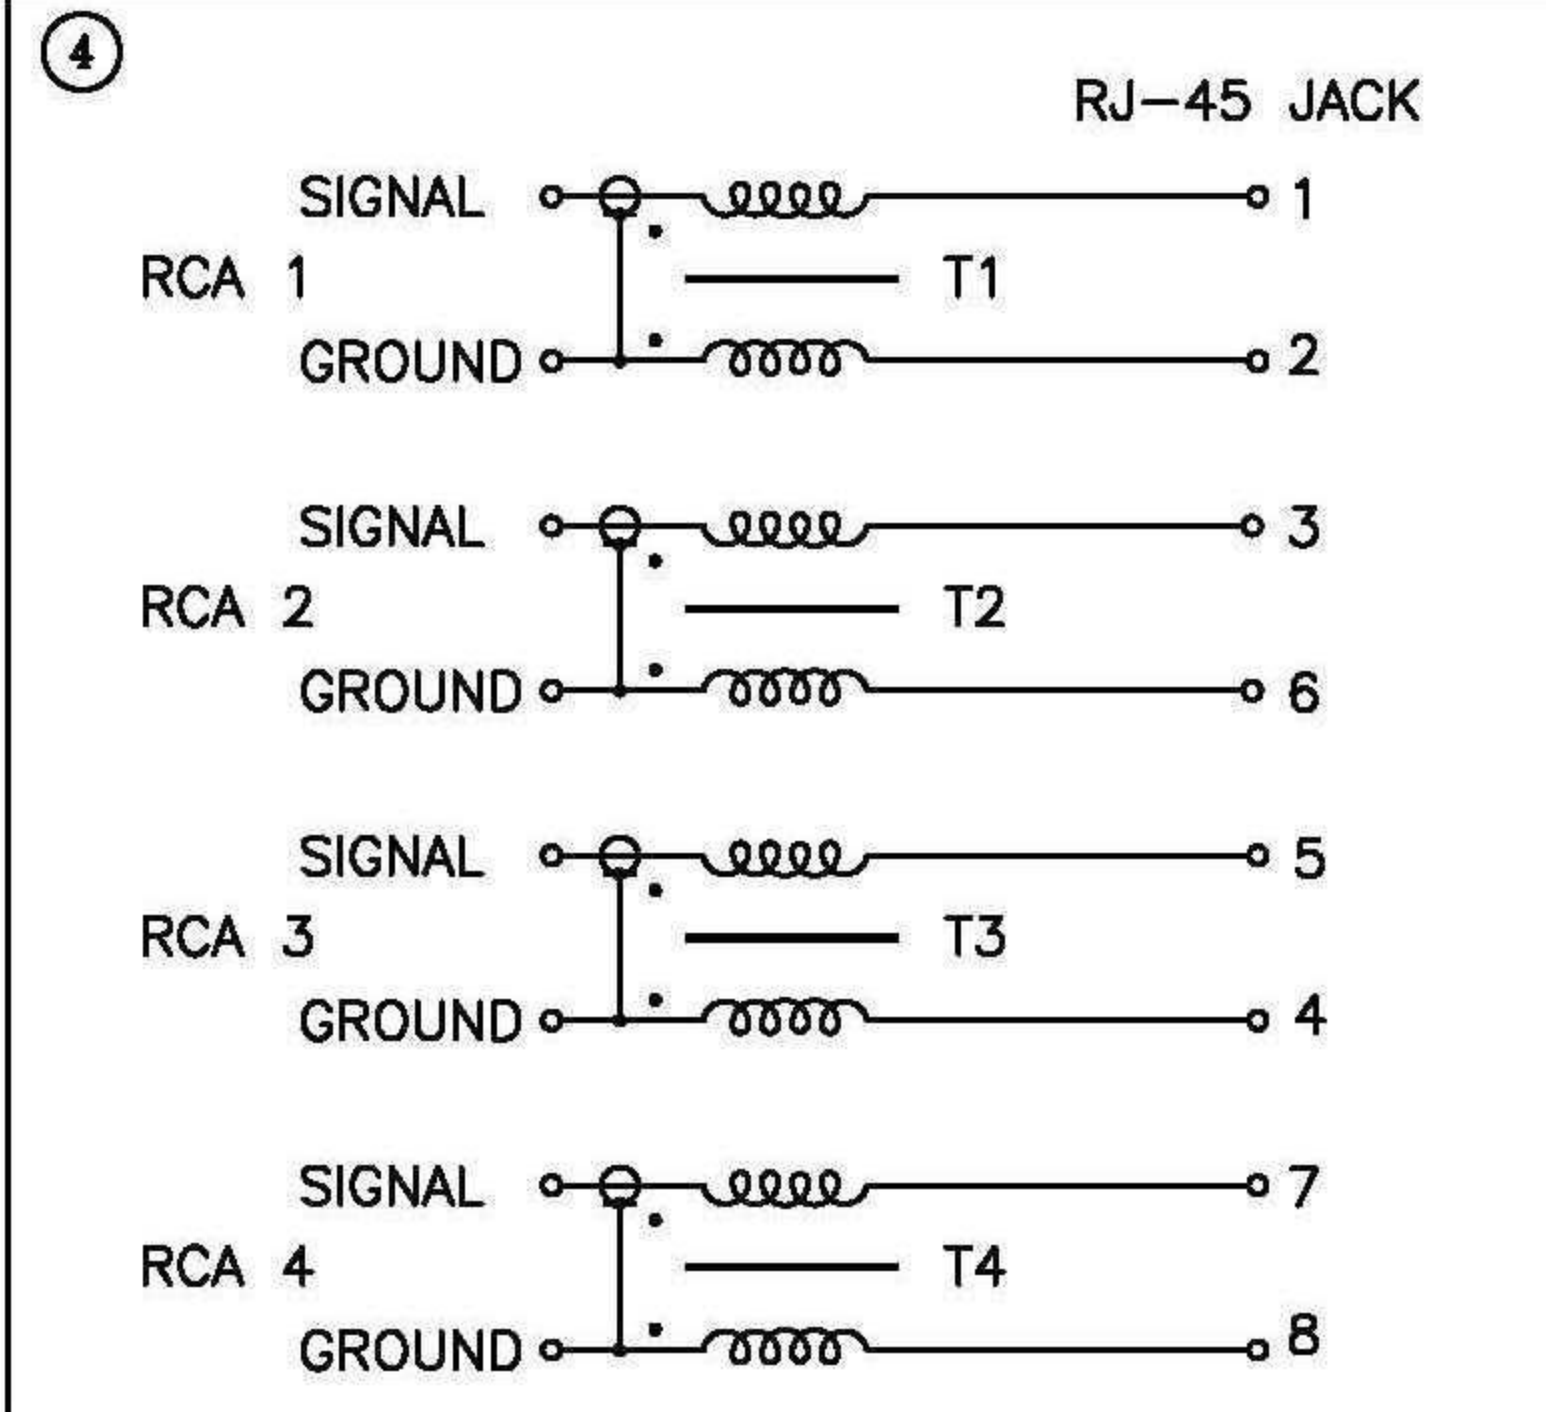 4
RJ-45 JACK
SIGNAL 1
RCA 1 T1
GROUND 2
SIGNAL 3
RCA 2 T2
GROUND 6
SIGNAL 5
RCA 3 T3
GROUND 4
SIGNAL 7
RCA 4 T4
GROUND 8